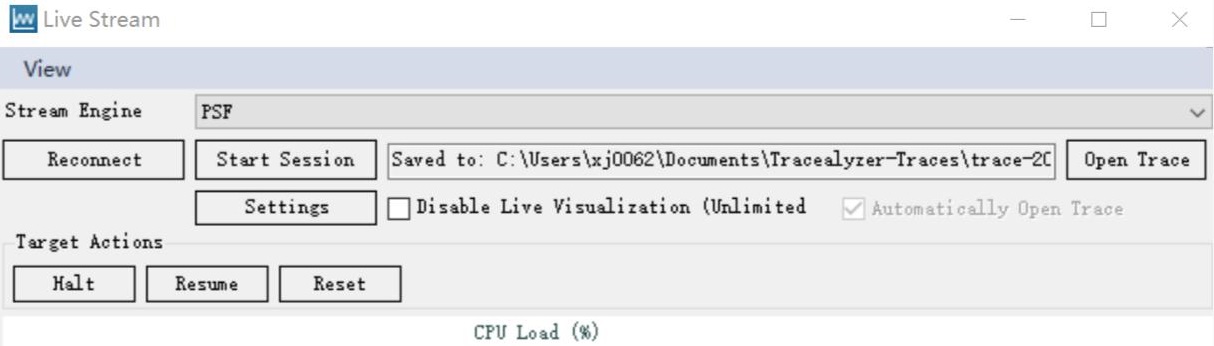 Live Stream
View
Stream Engine PSF
Reconnect Start Session Saved to: C:\Users\xj0062\Documents\Tracealyzer-Traces\trace-20 Open Trace
Settings Disable Live Visualization (Unlimited Automatically Open Trace
Target Actions
Halt Resume Reset
CPU Load (%)